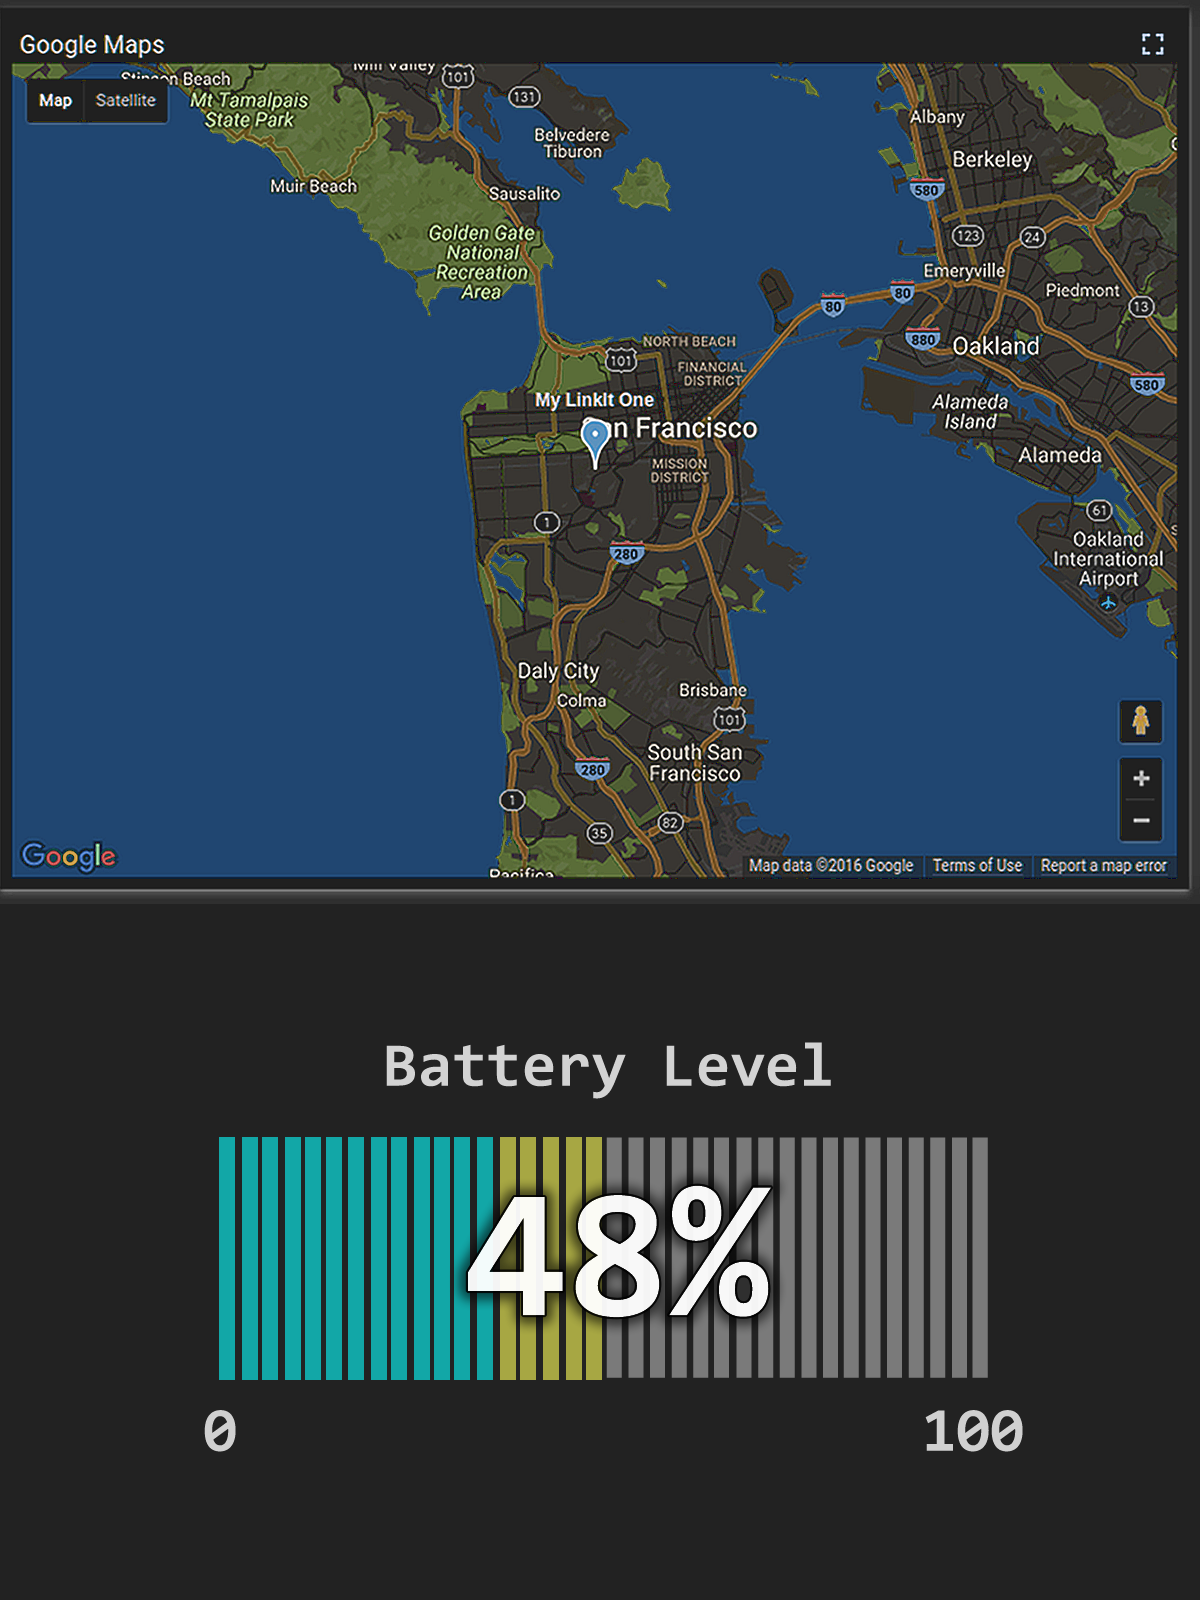 Google Maps
Stinson Beach
Mill Valley
101
Map Satellite
Mt Tamalpais
State Park
131
Belvedere
Tiburon
Albany
Berkeley
Muir Beach
Sausalito
580
Golden Gate
National
Recreation
Area
123
24
Emeryville
Piedmont
80
80
13
880
Oakland
NORTH BEACH
101
FINANCIAL
DISTRICT
580
My LinkIt One
San Francisco
Alameda
Island
Alameda
MISSION
DISTRICT
1
280
61
Oakland
International
Airport
Daly City
Colma
Brisbane
101
South San
Francisco
280
1
35
82
+
−
Google
Pacifica
Map data ©2016 Google Terms of Use Report a map error
Battery Level
48%
0 100